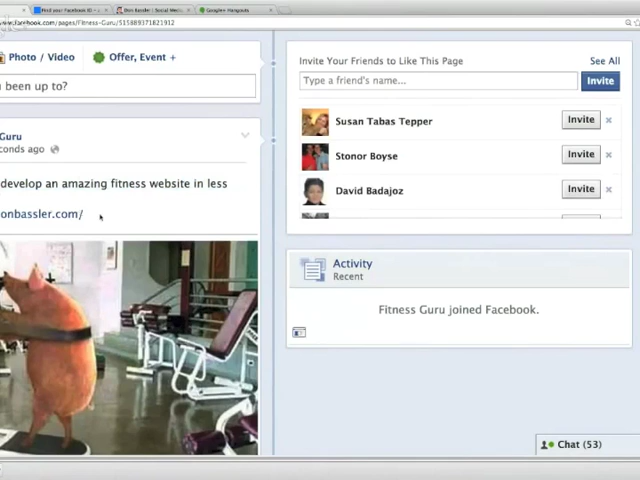 Find your Facebook ID –
Don Bassler | Social Med
Google+ Hangouts
www.facebook.com/pages/Fitness-Guru/515889371821912
Photo / Video
Offer, Event +
been up to?
Guru
conds ago
develop an amazing fitness website in less
onbassler.com/
Invite Your Friends to Like This Page
See All
Type a friend's name...
Invite
Susan Tabas Tepper
Invite
Stonor Boyse
Invite
David Badajoz
Invite
Activity
Recent
Fitness Guru joined Facebook.
Chat (53)